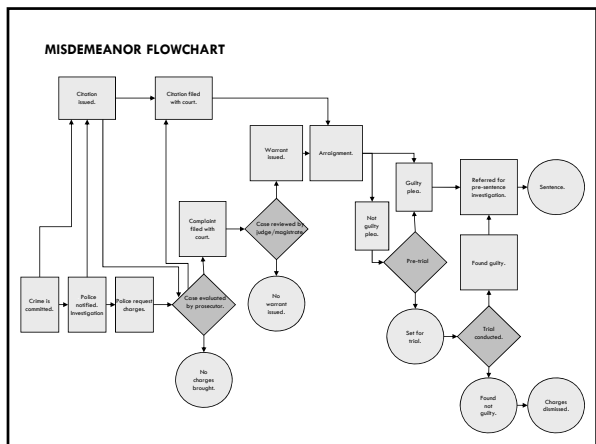 MISDEMEANOR FLOWCHART
Citation
issued.
Citation filed
with court.
Warrant
issued.
Arraignment.
Guilty
plea.
Referred for
pre-sentence
investigation.
Sentence.
Complaint
filed with
court.
Case reviewed by
judge/magistrate.
Not
guilty
plea.
Pre-trial
Found guilty.
Crime is
committed.
Police
notified.
Investigation
Police request
charges.
Case evaluated
by prosecutor.
No
warrant
issued.
Set for
trial.
Trial
conducted.
No
charges
brought.
Found
not
guilty.
Charges
dismissed.